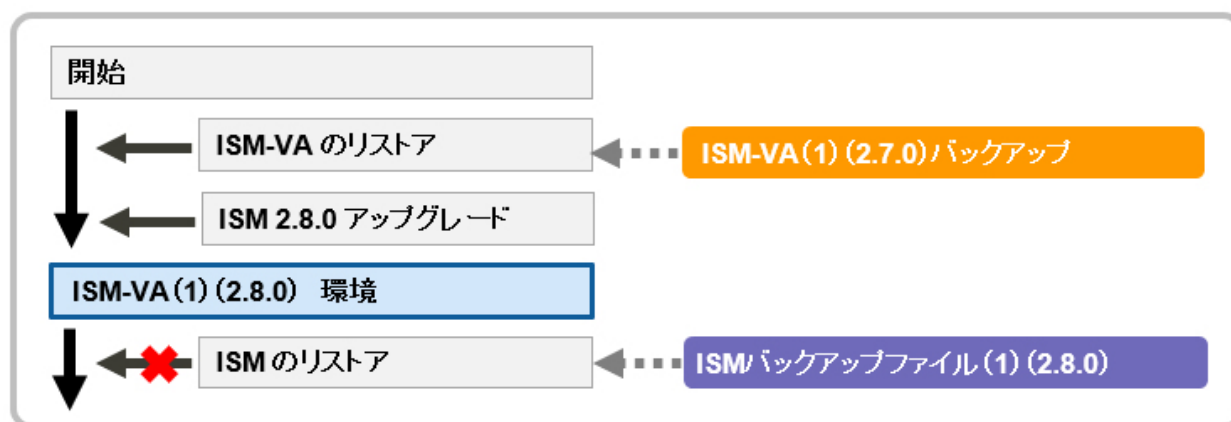 開始
ISM-VA のリストア
ISM-VA(1)(2.7.0)バックアップ
ISM 2.8.0 アップグレード
ISM-VA(1)(2.8.0) 環境
ISM のリストア
ISMバックアップファイル(1)(2.8.0)